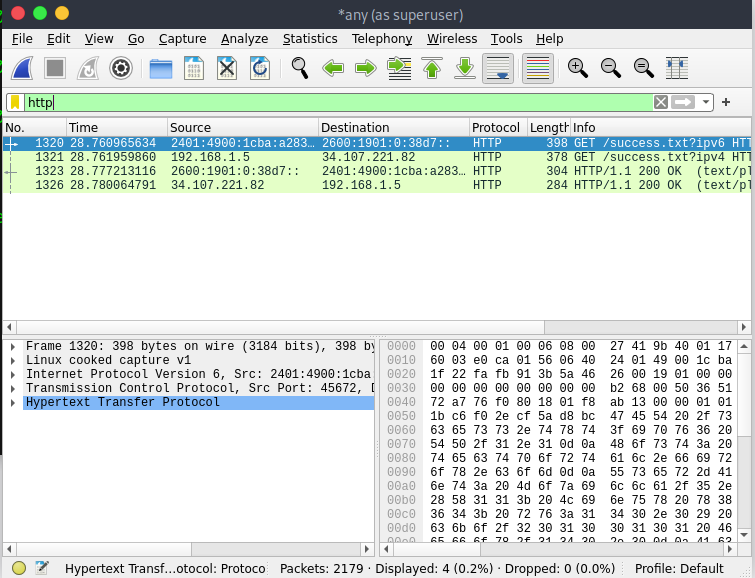 *any (as superuser)
File Edit View Go Capture Analyze Statistics Telephony Wireless Tools Help
http
No. Time Source Destination Protocol Length Info
1320 28.760965634 2401:4900:1cba:a283… 2600:1901:0:38d7:: HTTP 398 GET /success.txt?ipv6 HTT
1321 28.761959860 192.168.1.5 34.107.221.82 HTTP 378 GET /success.txt?ipv4 HTT
1323 28.777213116 2600:1901:0:38d7:: 2401:4900:1cba:a283… HTTP 304 HTTP/1.1 200 OK (text/pl
1326 28.780064791 34.107.221.82 192.168.1.5 HTTP 284 HTTP/1.1 200 OK (text/pl
Frame 1320: 398 bytes on wire (3184 bits), 398 by
Linux cooked capture v1
Internet Protocol Version 6, Src: 2401:4900:1cba
Transmission Control Protocol, Src Port: 45672, D
Hypertext Transfer Protocol
0000 00 04 00 01 00 06 08 00 27 41 9b 40 01 17
0010 60 03 e0 ca 01 56 06 40 24 01 49 00 1c ba
0020 1f 22 fa fb 91 3b 5a 46 26 00 19 01 00 00
0030 00 00 00 00 00 00 00 00 b2 68 00 50 36 51
0040 72 a7 76 f0 80 18 01 f8 ab 13 00 00 01 01
0050 1b c6 f0 2e cf 5a d8 bc 47 45 54 20 2f 73
0060 63 65 73 73 2e 74 78 74 3f 69 70 76 36 20
0070 54 50 2f 31 2e 31 0d 0a 48 6f 73 74 3a 20
0080 74 65 63 74 70 6f 72 74 61 6c 2e 66 69 72
0090 6f 78 2e 63 6f 6d 0d 0a 55 73 65 72 2d 41
00a0 6e 74 3a 20 4d 6f 7a 69 6c 6c 61 2f 35 2e
00b0 28 58 31 31 3b 20 4c 69 6e 75 78 20 78 38
00c0 36 34 3b 20 72 76 3a 31 34 30 2e 30 29 20
00d0 63 6b 6f 2f 32 30 31 30 30 31 30 31 20 46
00e0 65 66 6f 78 2f 31 34 30 2e 30 0d 0a 41 63
Hypertext Transf…otocol: Protoco Packets: 2179 · Displayed: 4 (0.2%) · Dropped: 0 (0.0%) Profile: Default